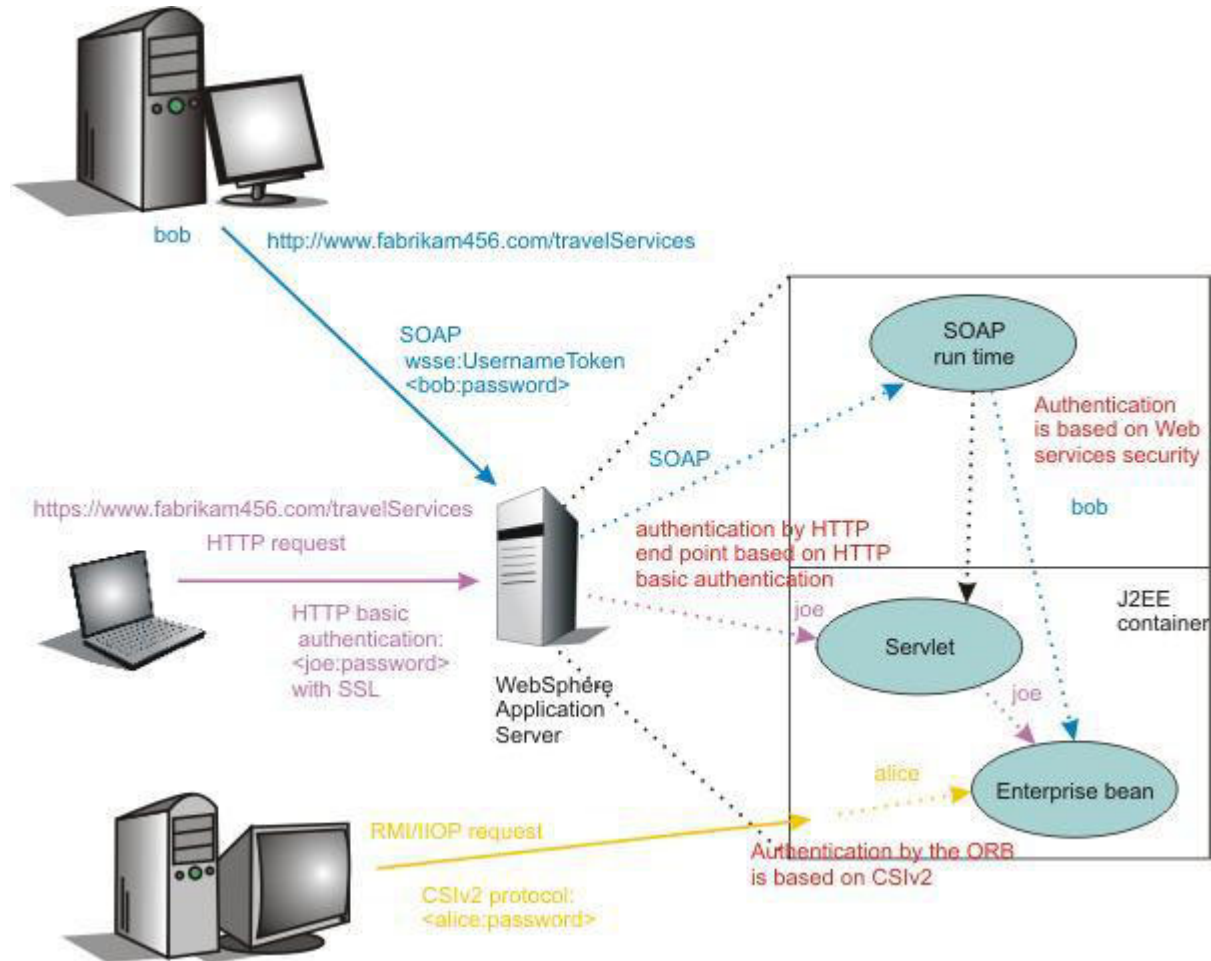 bob
http://www.fabrikam456.com/travelServices
SOAP
wsse:UsernameToken
<bob:password>
SOAP
run time
Authentication
is based on Web
services security
SOAP
bob
https://www.fabrikam456.com/travelServices
HTTP request
authentication by HTTP
end point based on HTTP
basic authentication
HTTP basic
authentication:
<joe:password>
with SSL
WebSphere
Application
Server
joe
Servlet
J2EE
container
joe
alice
Enterprise bean
RMI/IIOP request
CSIv2 protocol:
<alice:password>
Authentication by the ORB
is based on CSIv2